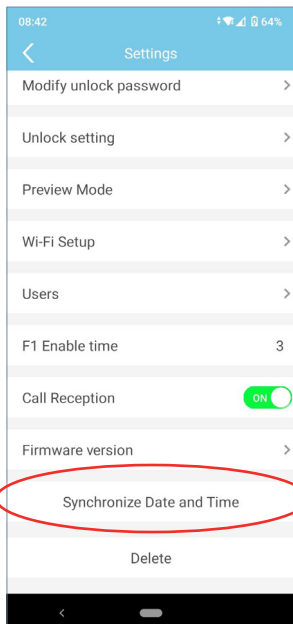 08:42 64%
Settings
Modify unlock password
Unlock setting
Preview Mode
Wi-Fi Setup
Users
F1 Enable time 3
Call Reception ON
Firmware version
Synchronize Date and Time
Delete